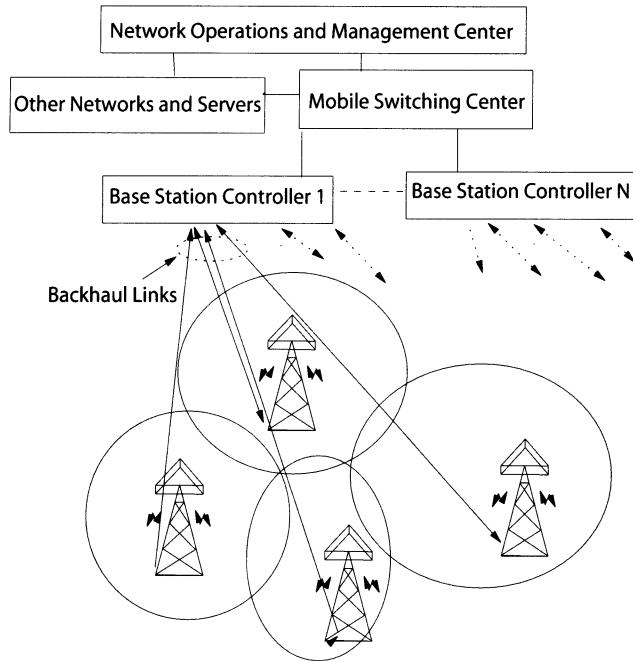 Network Operations and Management Center
Other Networks and Servers
Mobile Switching Center
Base Station Controller 1
Base Station Controller N
Backhaul Links